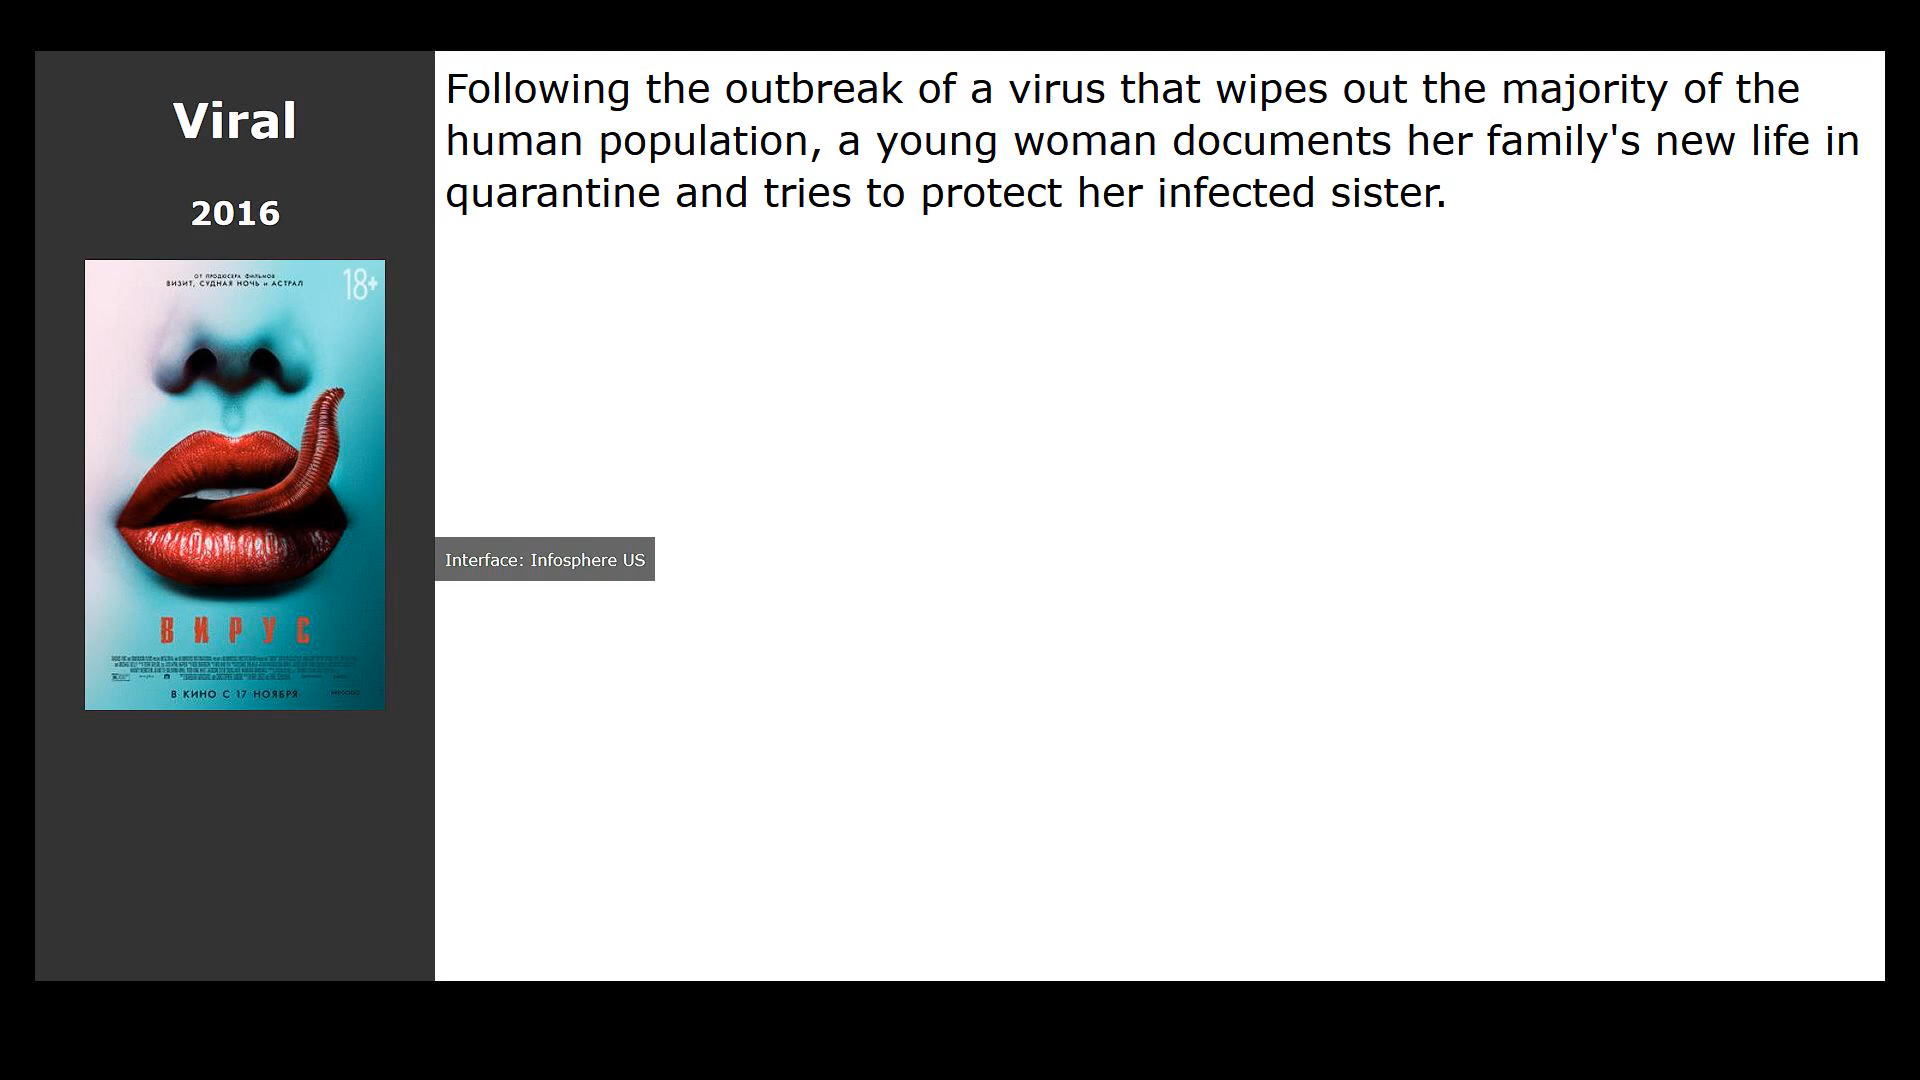 Viral
2016
ОТ ПРОДЮСЕРА ФИЛЬМОВ
ВИЗИТ, СУДНАЯ НОЧЬ и АСТРАЛ
18+
ВИРУС
В КИНО С 17 НОЯБРЯ
Following the outbreak of a virus that wipes out the majority of the
human population, a young woman documents her family's new life in
quarantine and tries to protect her infected sister.
Interface: Infosphere US